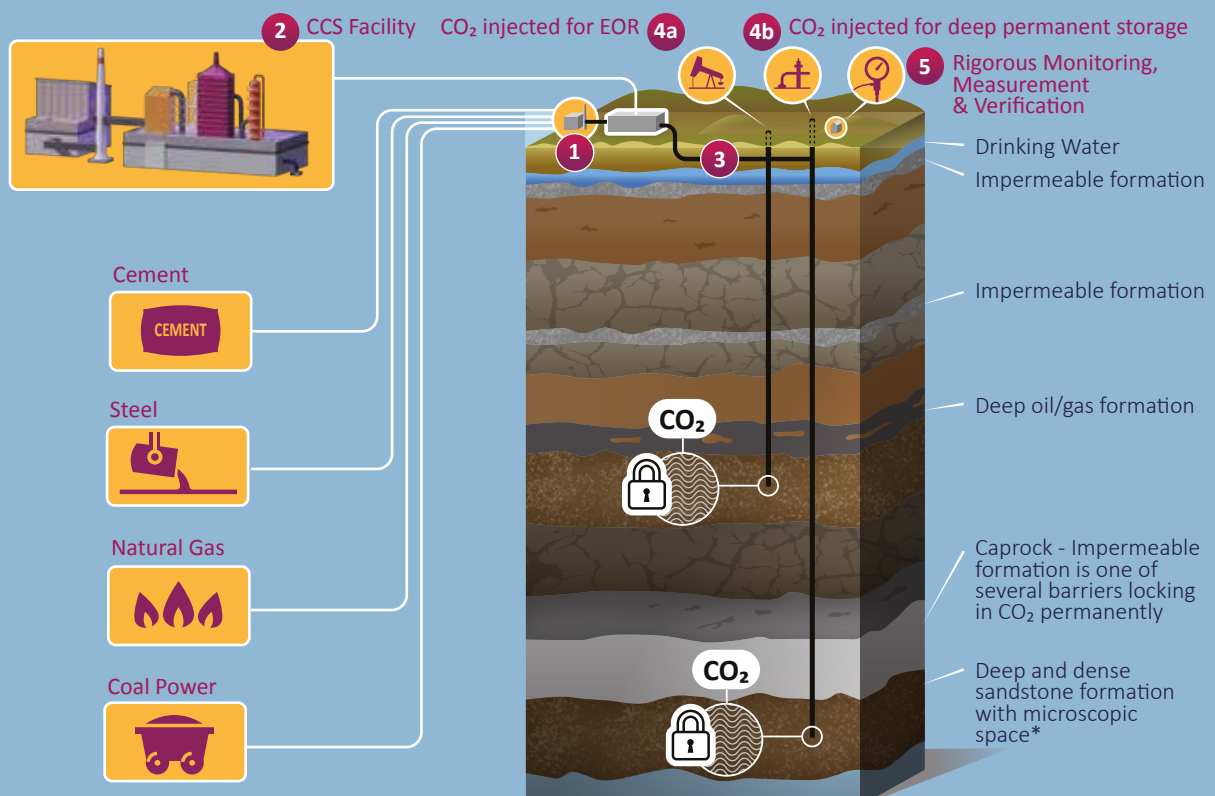 2 CCS Facility
CO₂ injected for EOR 4a
4b CO₂ injected for deep permanent storage
5 Rigorous Monitoring,
Measurement
& Verification
1
3
Drinking Water
Impermeable formation
Cement
CEMENT
Impermeable formation
Steel
Deep oil/gas formation
CO₂
Natural Gas
Caprock - Impermeable
formation is one of
several barriers locking
in CO₂ permanently
Coal Power
CO₂
Deep and dense
sandstone formation
with microscopic
space*